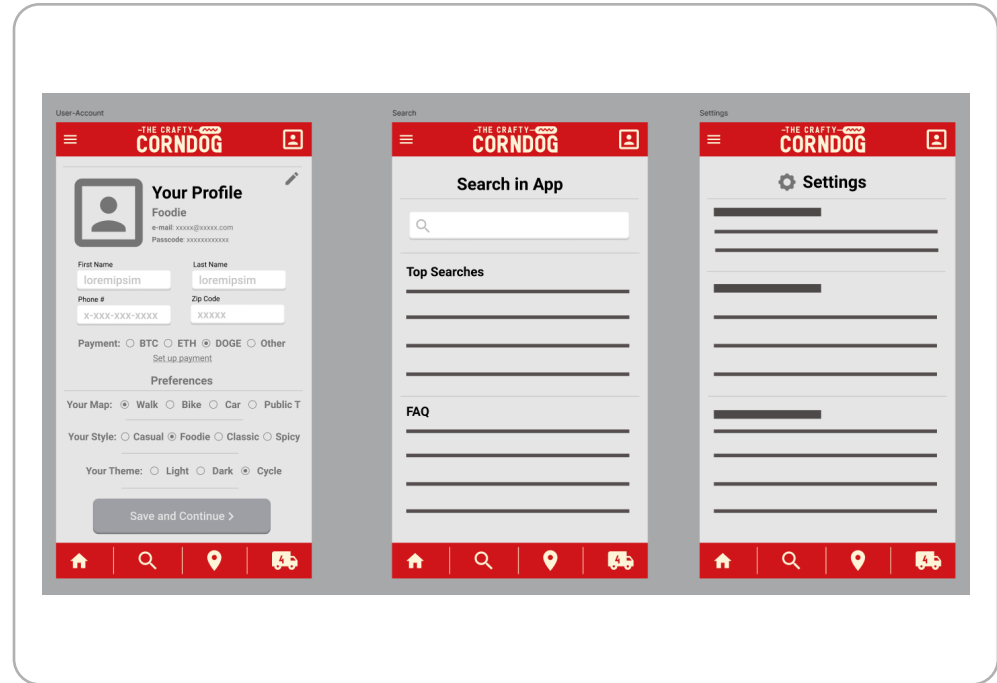 User-Account
-THE CRAFTY-
CORNDOG
Your Profile
Foodie
e-mail: xxxxx@xxxxx.com
Passcode: xxxxxxxxxxxx
First Name
Last Name
loremipsim
loremipsim
Phone #
Zip Code
x-xxx-xxx-xxxx
xxxxx
Payment: BTC ETH DOGE Other
Set up payment
Preferences
Your Map: Walk Bike Car Public T
Your Style: Casual Foodie Classic Spicy
Your Theme: Light Dark Cycle
Save and Continue >
4
Search
-THE CRAFTY-
CORNDOG
Search in App
Top Searches
FAQ
4
Settings
-THE CRAFTY-
CORNDOG
Settings
4